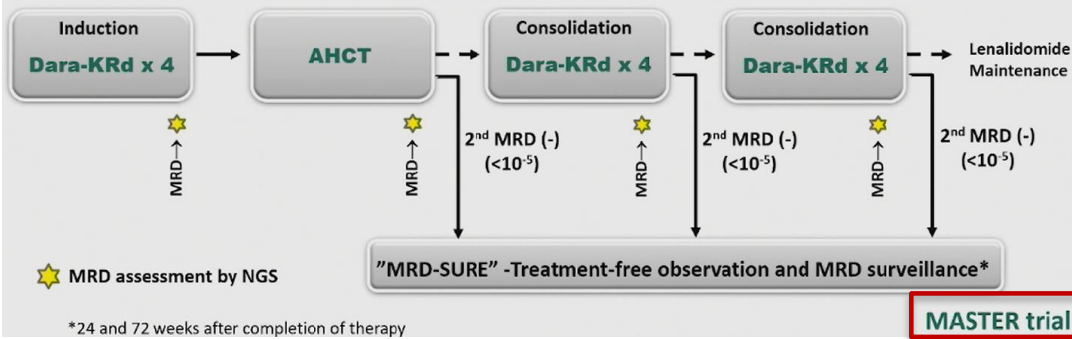 Induction
Dara-KRd x 4
AHCT
Consolidation
Dara-KRd x 4
Consolidation
Dara-KRd x 4
Lenalidomide
Maintenance
MRD→
MRD→
2nd MRD (-)
(<10-5)
MRD→
2nd MRD (-)
(<10-5)
MRD→
2nd MRD (-)
(<10-5)
"MRD-SURE" -Treatment-free observation and MRD surveillance*
MRD assessment by NGS
*24 and 72 weeks after completion of therapy
MASTER trial